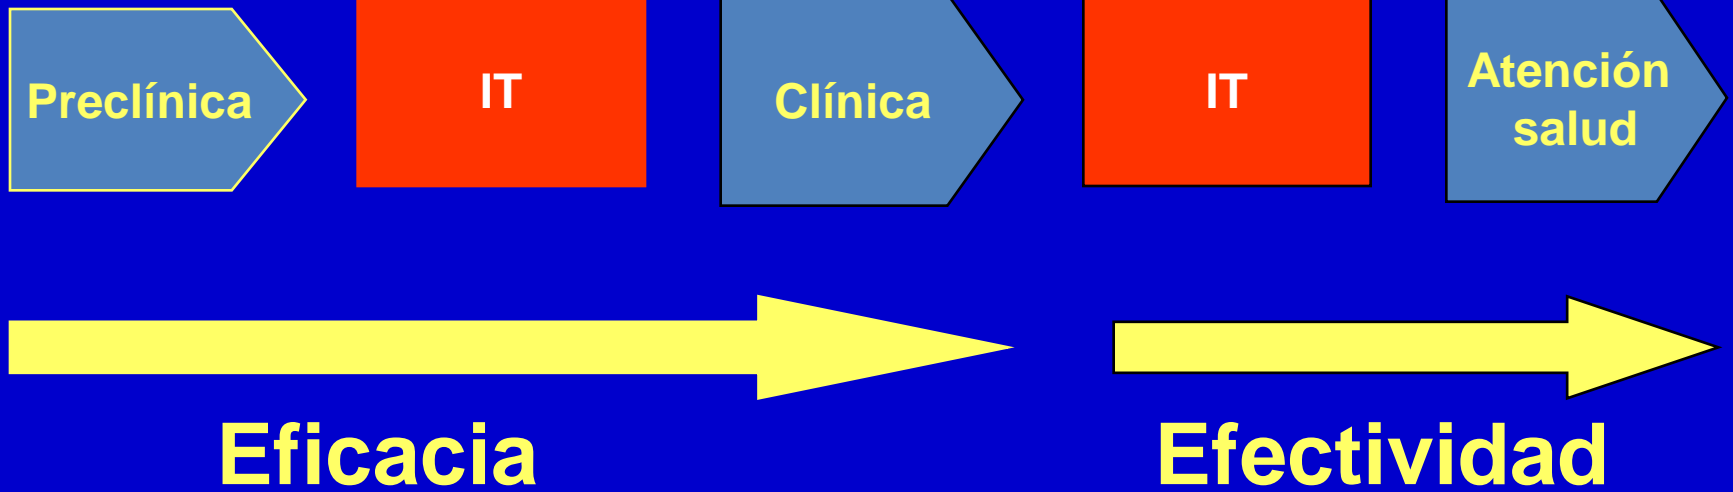 Preclínica
IT
Clínica
IT
Atención
salud
Eficacia
Efectividad